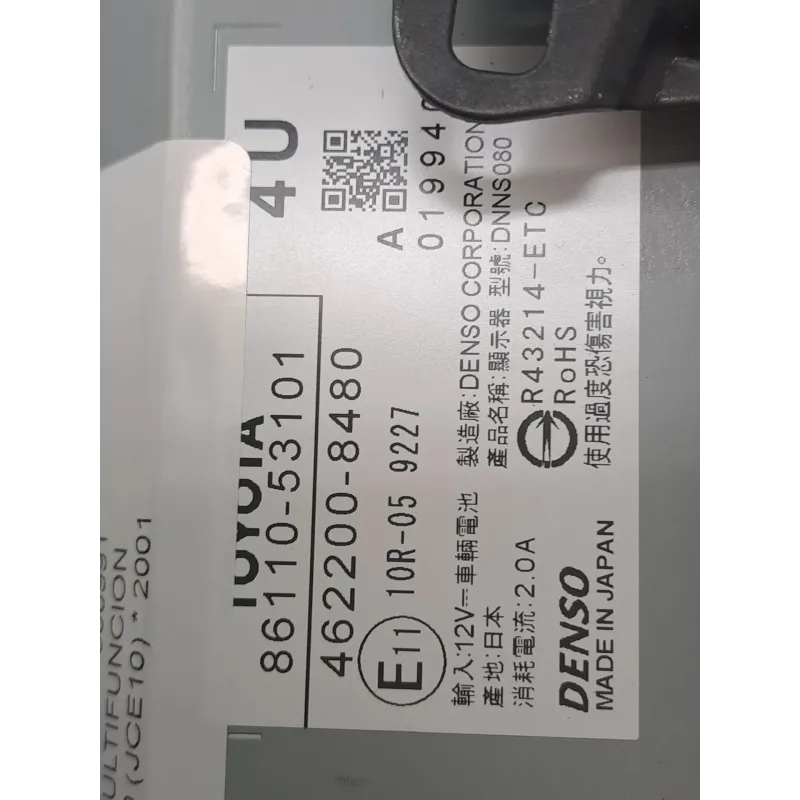 TOYOTA
86110-53101
4U
462200-8480
A
01994
E11 10R-05 9227
輸入:12V⎓車輛電池
產地:日本
消耗電流:2.0A
製造廠:DENSO CORPORATION
產品名稱:顯示器 型號:DNNS080
R43214-ETC
RoHS
DENSO
MADE IN JAPAN
使用過度恐傷害視力。
ULTIFUNCION
(JCE10) * 2001